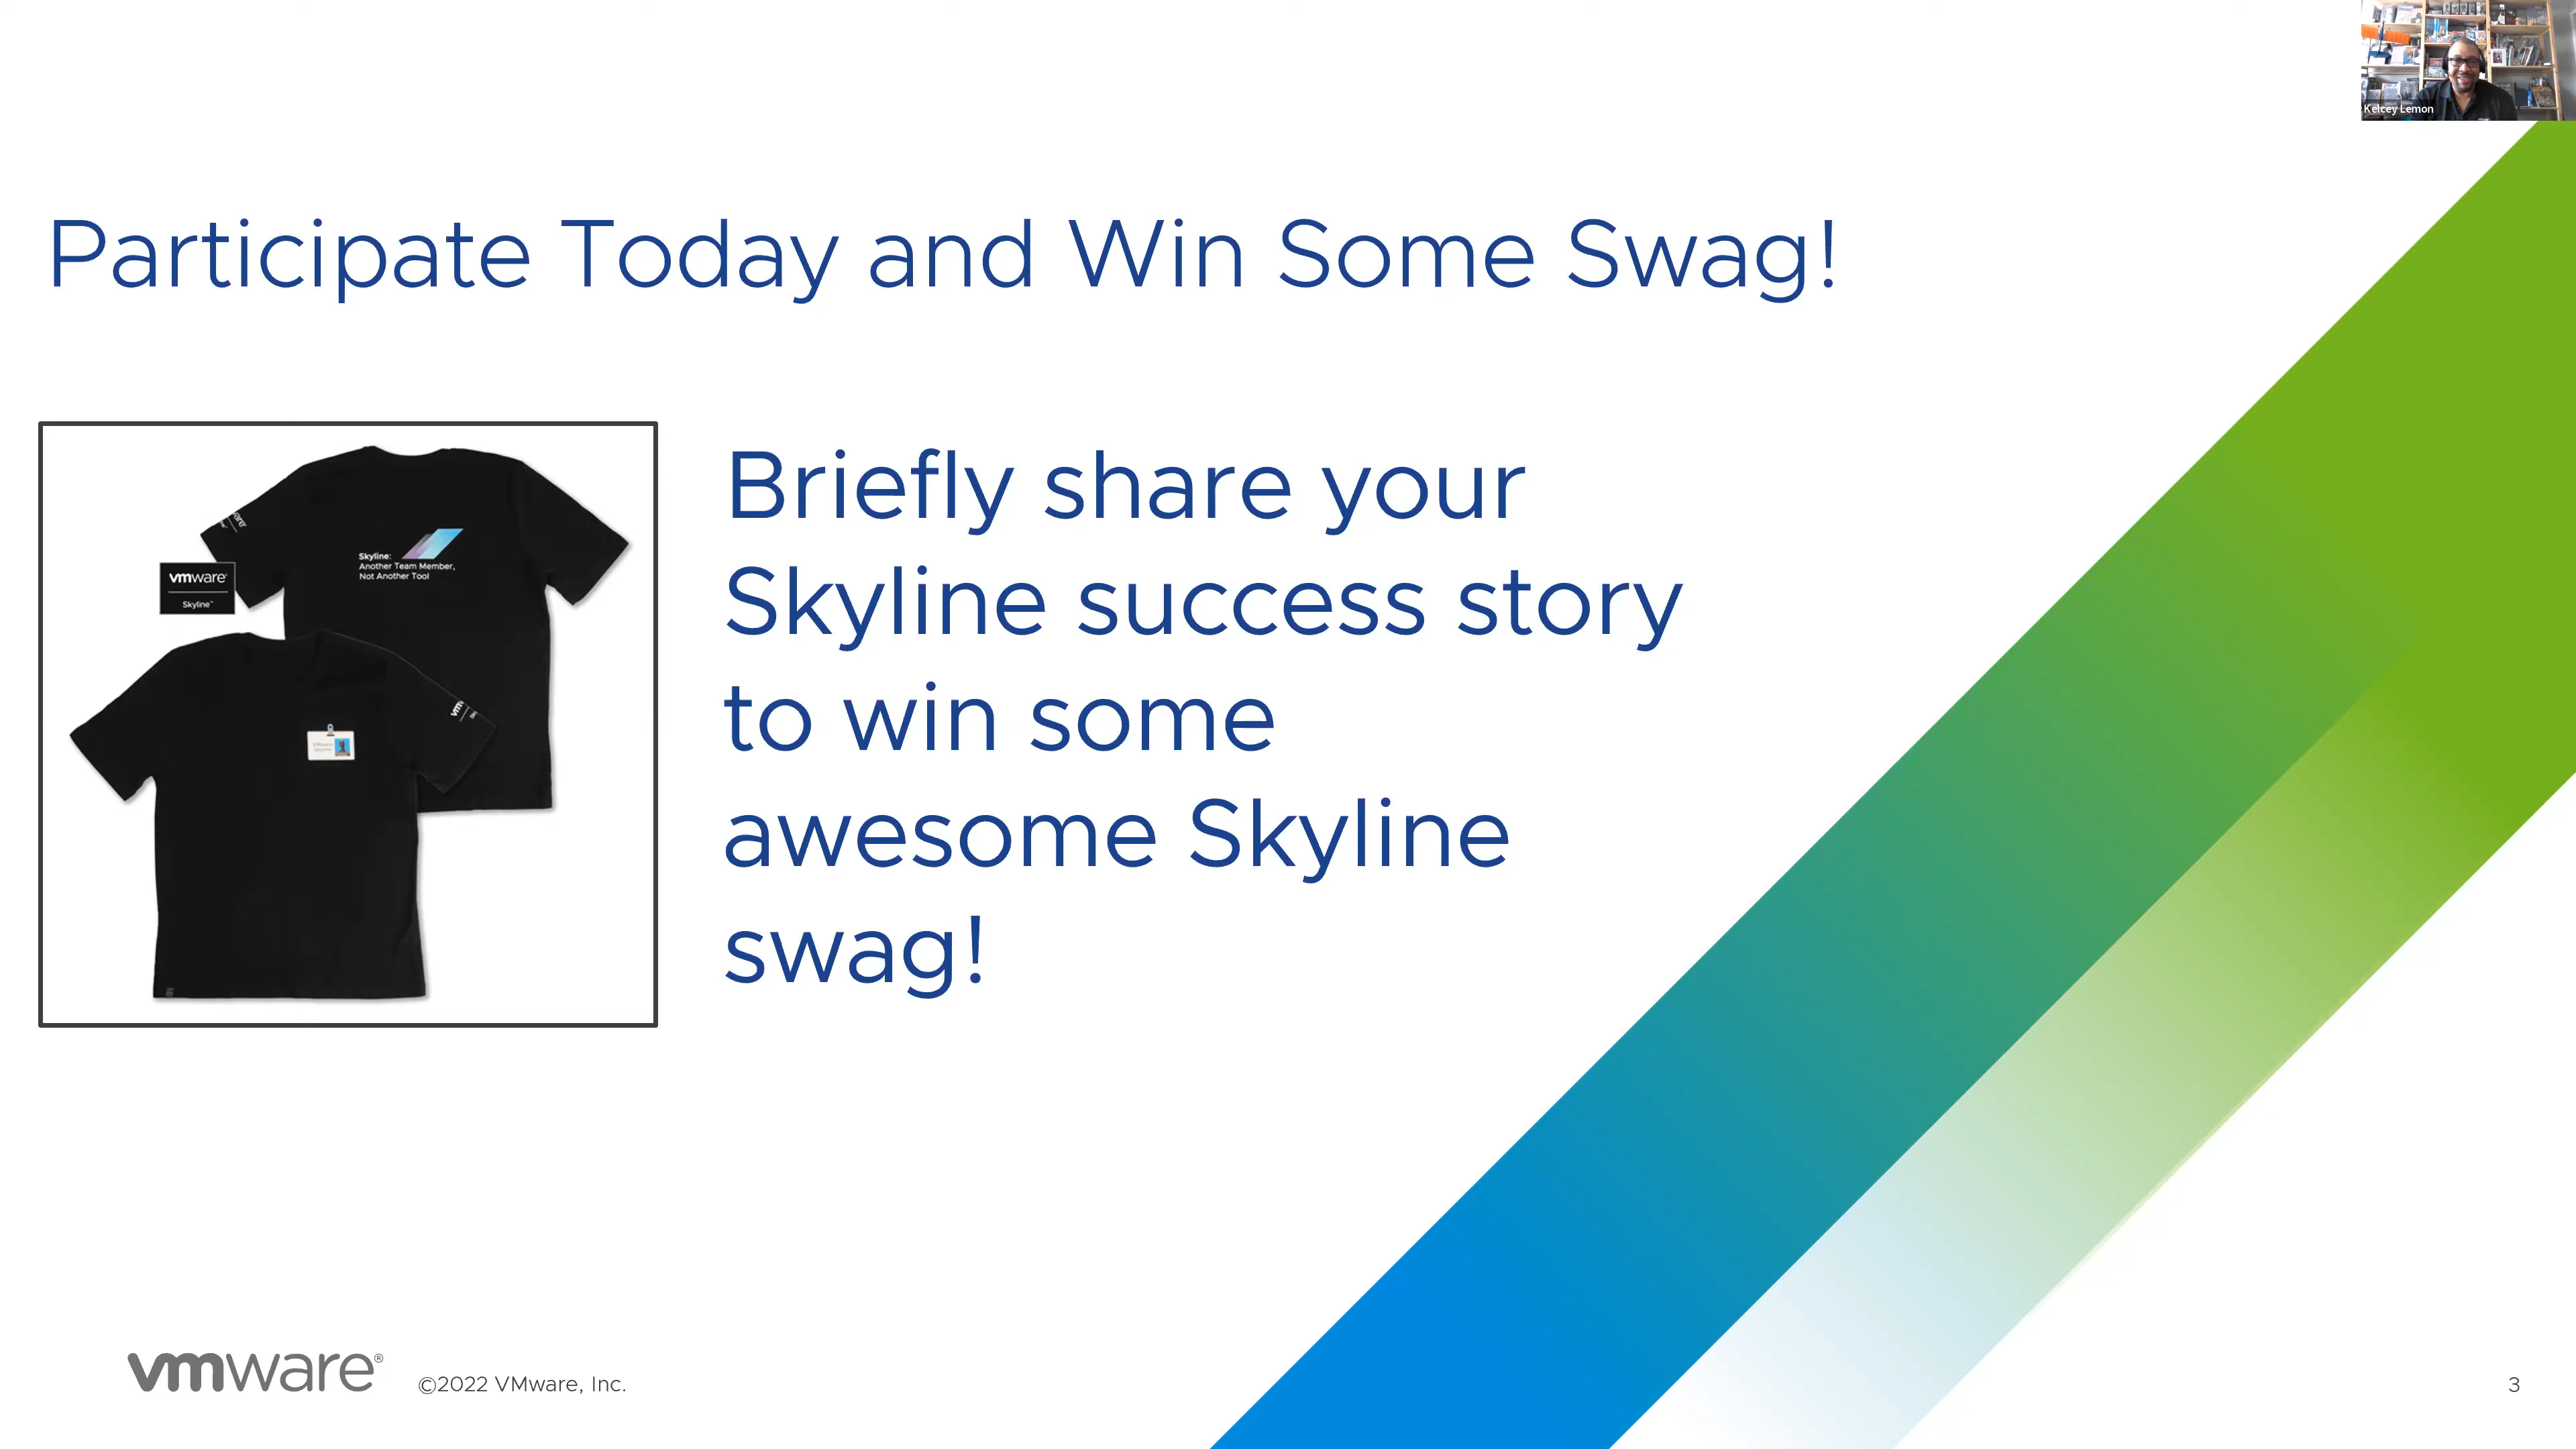 Kelcey Lemon
Participate Today and Win Some Swag!
Skyline:
Another Team Member,
Not Another Tool
vmware®
Skyline™
Briefly share your
Skyline success story
to win some
awesome Skyline
swag!
vmware®
©2022 VMware, Inc.
3